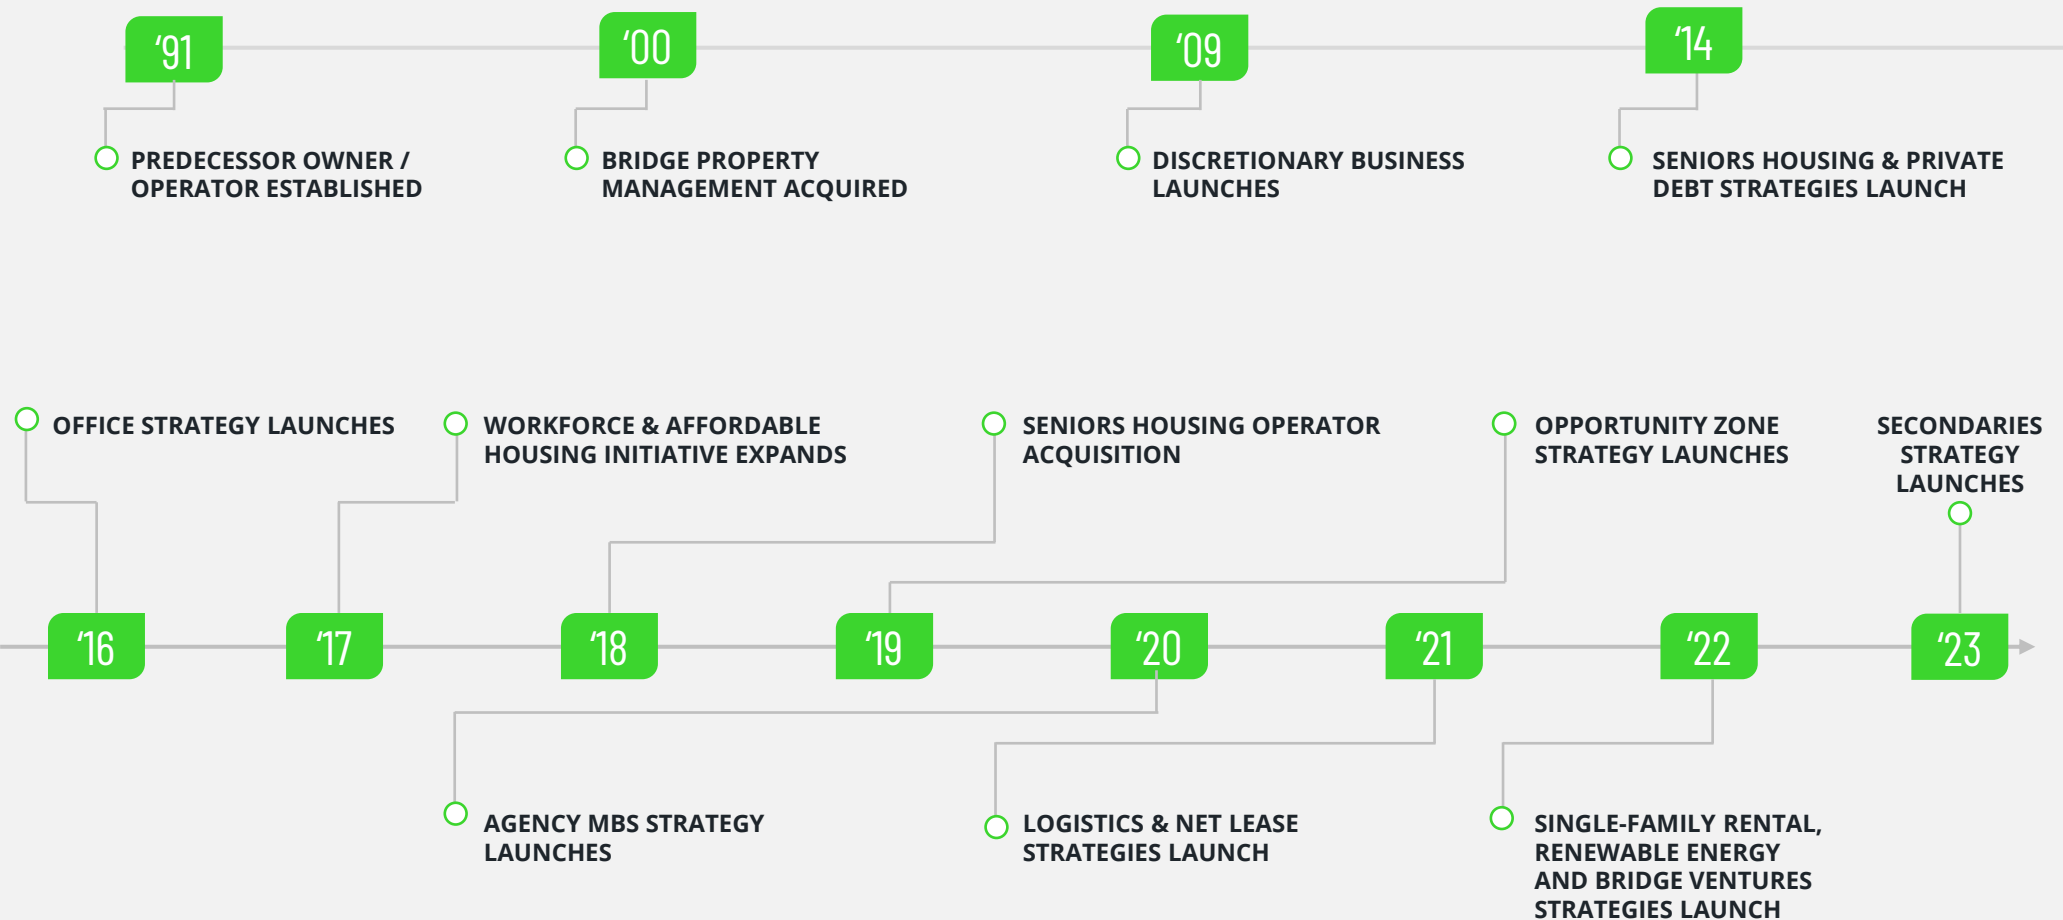 ‘91
PREDECESSOR OWNER /
OPERATOR ESTABLISHED
‘00
BRIDGE PROPERTY
MANAGEMENT ACQUIRED
‘09
DISCRETIONARY BUSINESS
LAUNCHES
‘14
SENIORS HOUSING & PRIVATE
DEBT STRATEGIES LAUNCH
OFFICE STRATEGY LAUNCHES
‘16
WORKFORCE & AFFORDABLE
HOUSING INITIATIVE EXPANDS
‘17
SENIORS HOUSING OPERATOR
ACQUISITION
‘18
OPPORTUNITY ZONE
STRATEGY LAUNCHES
‘19
‘20
AGENCY MBS STRATEGY
LAUNCHES
‘21
LOGISTICS & NET LEASE
STRATEGIES LAUNCH
‘22
SINGLE-FAMILY RENTAL,
RENEWABLE ENERGY
AND BRIDGE VENTURES
STRATEGIES LAUNCH
SECONDARIES
STRATEGY
LAUNCHES
‘23